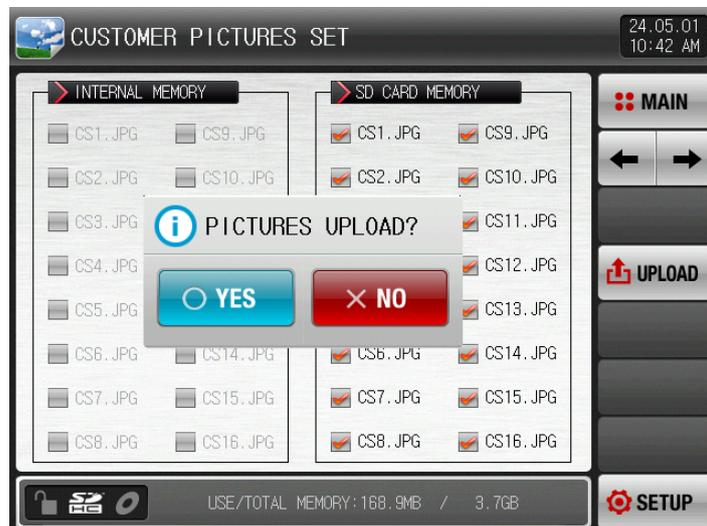 CUSTOMER PICTURES SET
24.05.01
10:42 AM
INTERNAL MEMORY
CS1.JPG CS9.JPG
CS2.JPG CS10.JPG
CS3.JPG
CS4.JPG
CS5.JPG
CS6.JPG CS14.JPG
CS7.JPG CS15.JPG
CS8.JPG CS16.JPG
SD CARD MEMORY
CS1.JPG CS9.JPG
CS2.JPG CS10.JPG
CS11.JPG
CS12.JPG
CS13.JPG
CS6.JPG CS14.JPG
CS7.JPG CS15.JPG
CS8.JPG CS16.JPG
PICTURES UPLOAD?
YES
NO
MAIN
UPLOAD
SETUP
SD HC
USE/TOTAL MEMORY:168.9MB / 3.7GB